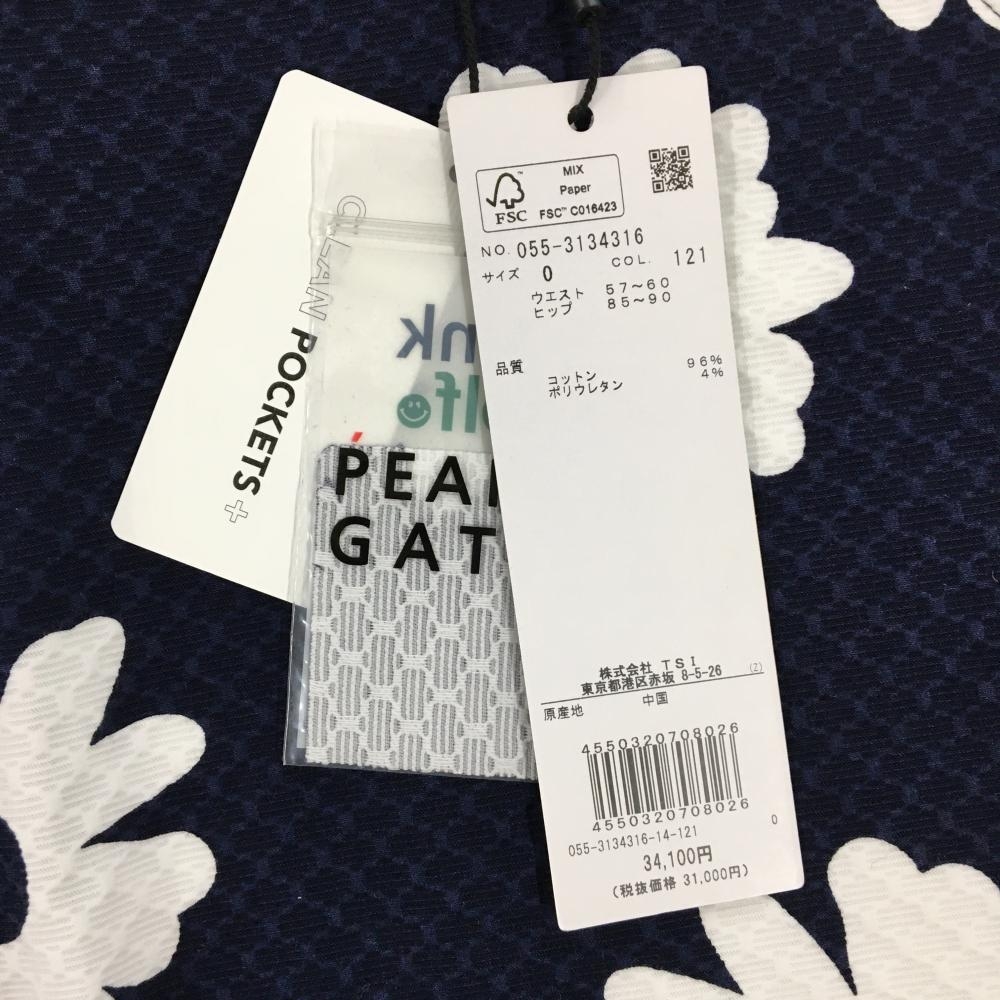 MIX
Paper
FSC™ C016423
FSC
NO. 055-3134316
サイズ 0 COL. 121
ウエスト 57～60
ヒップ 85～90
品質
コットン 96%
ポリウレタン 4%
株式会社 TSI
東京都港区赤坂 8-5-26 (Z)
原産地 中国
4550320708026
4550320708026
055-3134316-14-121 0
34,100円
(税抜価格 31,000円)
POCKETS+
PEA
GAT